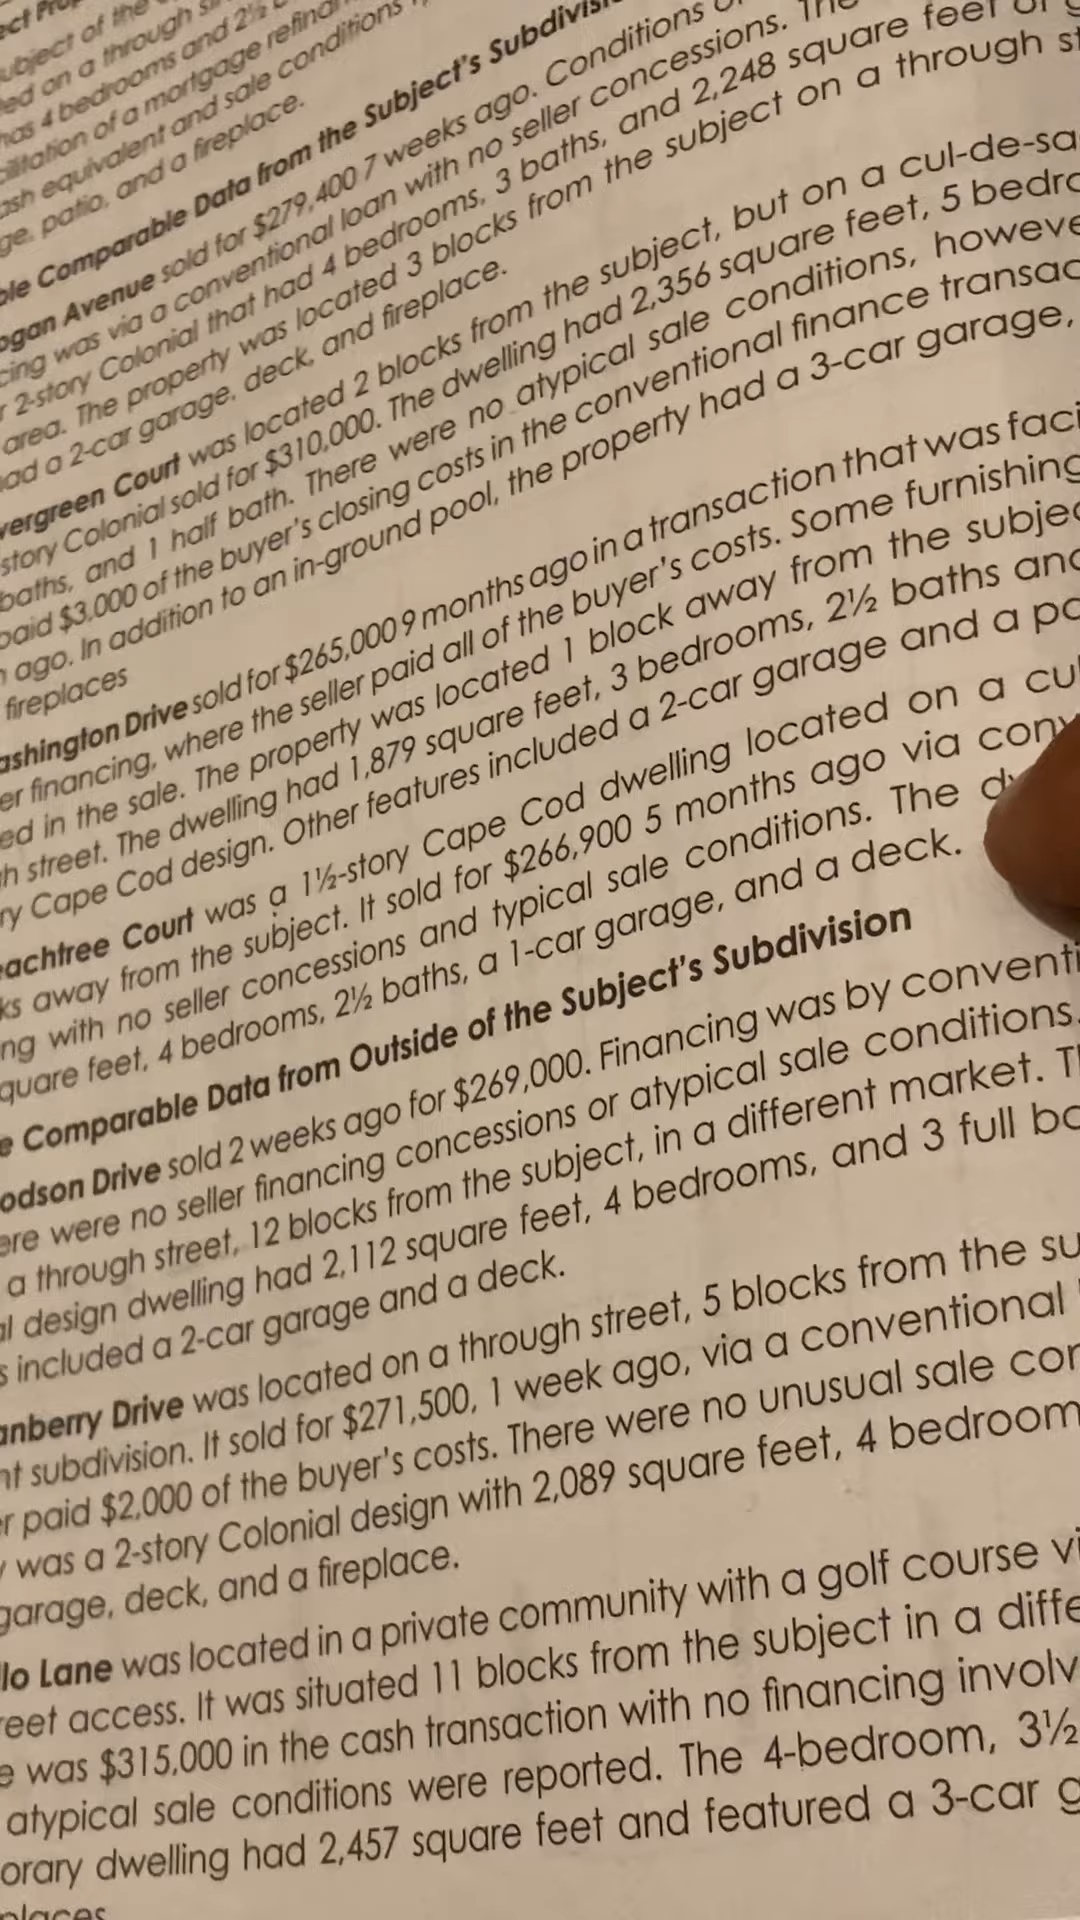 ubject of the
ed on a through
has 4 bedrooms and 2½
cilitation of a mortgage refinan
ash equivalent and sale conditions
ge, patio, and a fireplace.
ble Comparable Data from the Subject's Subdivisi
ogan Avenue sold for $279,400 7 weeks ago. Conditions
cing was via a conventional loan with no seller concessions. The
r 2-story Colonial that had 4 bedrooms, 3 baths, and 2,248 square feet of g
area. The property was located 3 blocks from the subject on a through st
ad a 2-car garage, deck, and fireplace.
vergreen Court was located 2 blocks from the subject, but on a cul-de-sa
story Colonial sold for $310,000. The dwelling had 2,356 square feet, 5 bedro
baths, and 1 half bath. There were no atypical sale conditions, howeve
paid $3,000 of the buyer's closing costs in the conventional finance transac
ago. In addition to an in-ground pool, the property had a 3-car garage,
fireplaces
ashington Drive sold for $265,000 9 months ago in a transaction that was faci
er financing, where the seller paid all of the buyer's costs. Some furnishing
ed in the sale. The property was located 1 block away from the subjec
h street. The dwelling had 1,879 square feet, 3 bedrooms, 2½ baths and
ry Cape Cod design. Other features included a 2-car garage and a pa
eachtree Court was a 1½-story Cape Cod dwelling located on a cul
ks away from the subject. It sold for $266,900 5 months ago via conv
ng with no seller concessions and typical sale conditions. The d
quare feet, 4 bedrooms, 2½ baths, a 1-car garage, and a deck.
e Comparable Data from Outside of the Subject's Subdivision
odson Drive sold 2 weeks ago for $269,000. Financing was by conventi
ere were no seller financing concessions or atypical sale conditions.
a through street, 12 blocks from the subject, in a different market. Th
al design dwelling had 2,112 square feet, 4 bedrooms, and 3 full ba
s included a 2-car garage and a deck.
anberry Drive was located on a through street, 5 blocks from the su
nt subdivision. It sold for $271,500, 1 week ago, via a conventional
r paid $2,000 of the buyer's costs. There were no unusual sale con
y was a 2-story Colonial design with 2,089 square feet, 4 bedroom
garage, deck, and a fireplace.
llo Lane was located in a private community with a golf course vi
reet access. It was situated 11 blocks from the subject in a diffe
e was $315,000 in the cash transaction with no financing involv
atypical sale conditions were reported. The 4-bedroom, 3½
orary dwelling had 2,457 square feet and featured a 3-car g
places